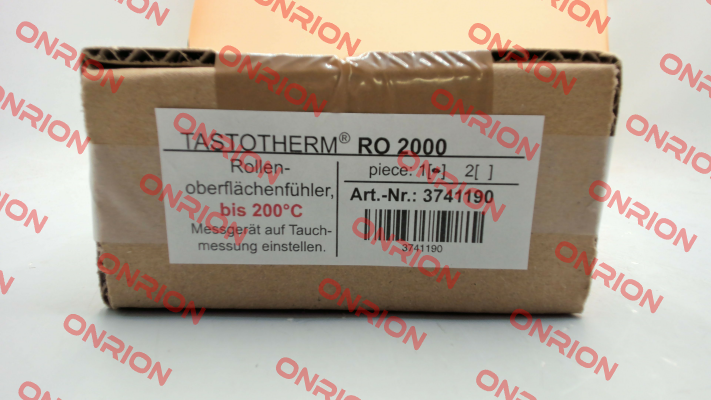 TASTOTHERM® RO 2000
Rollen-
oberflächenfühler,
bis 200°C
Messgerät auf Tauch-
messung einstellen.
piece: 1[•] 2[ ]
Art.-Nr.: 3741190
3741190
ONRION